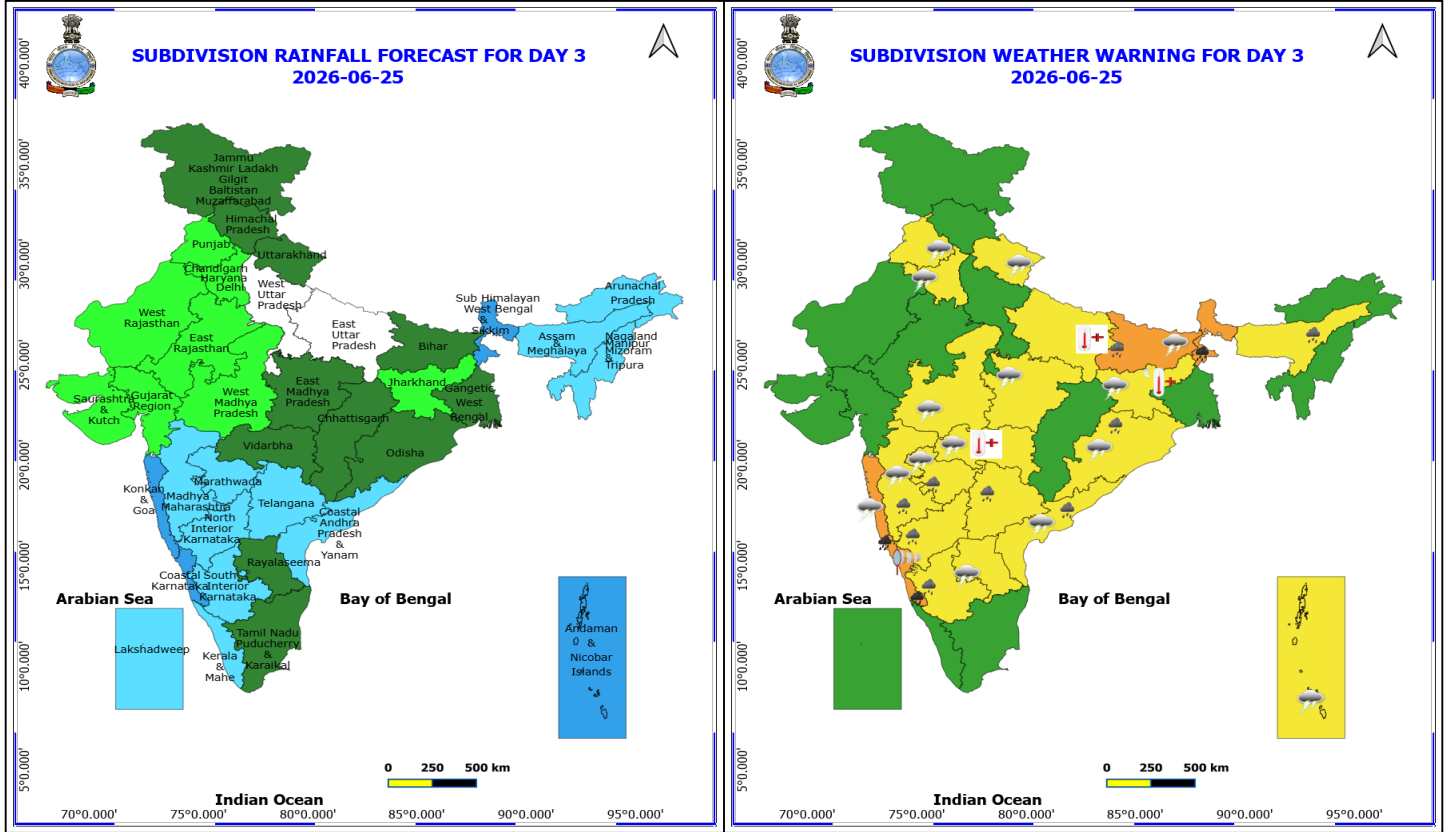 SUBDIVISION RAINFALL FORECAST FOR DAY 3
2026-06-25
40°0.000'
35°0.000'
30°0.000'
25°0.000'
20°0.000'
15°0.000'
10°0.000'
5°0.000'
Jammu
Kashmir Ladakh
Gilgit
Baltistan
Muzaffarabad
Himachal
Pradesh
Punjab
Uttarakhand
Chandigarh
Haryana
Delhi
West
Uttar
Pradesh
West
Rajasthan
East
Rajasthan
East
Uttar
Pradesh
Bihar
Sub Himalayan
West Bengal
&
Sikkim
Arunachal
Pradesh
Assam
&
Meghalaya
Nagaland
Manipur
Mizoram
&
Tripura
Saurashtra
&
Kutch
Gujarat
Region
West
Madhya
Pradesh
East
Madhya
Pradesh
Jharkhand
Gangetic
West
Bengal
Chhattisgarh
Vidarbha
Odisha
Konkan
&
Goa
Madhya
Maharashtra
Marathwada
Telangana
North
Interior
Karnataka
Coastal
Andhra
Pradesh
&
Yanam
Rayalaseema
Coastal
Karnataka
South
Interior
Karnataka
Arabian Sea
Bay of Bengal
Lakshadweep
Kerala
&
Mahe
Tamil Nadu
Puducherry
&
Karaikal
Andaman
&
Nicobar
Islands
0 250 500 km
Indian Ocean
70°0.000' 75°0.000' 80°0.000' 85°0.000' 90°0.000' 95°0.000'
SUBDIVISION WEATHER WARNING FOR DAY 3
2026-06-25
40°0.000'
35°0.000'
30°0.000'
25°0.000'
20°0.000'
15°0.000'
10°0.000'
5°0.000'
Arabian Sea
Bay of Bengal
0 250 500 km
Indian Ocean
70°0.000' 75°0.000' 80°0.000' 85°0.000' 90°0.000' 95°0.000'